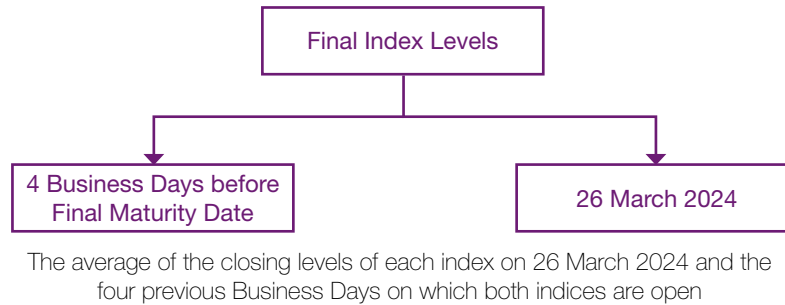 Final Index Levels
4 Business Days before
Final Maturity Date
26 March 2024
The average of the closing levels of each index on 26 March 2024 and the
four previous Business Days on which both indices are open